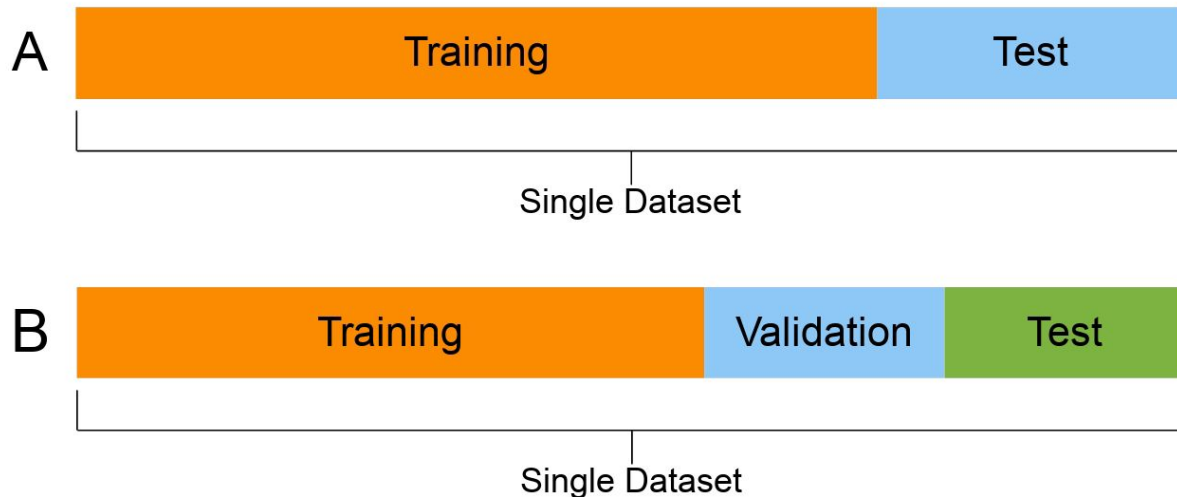 A Training Test
Single Dataset
B Training Validation Test
Single Dataset